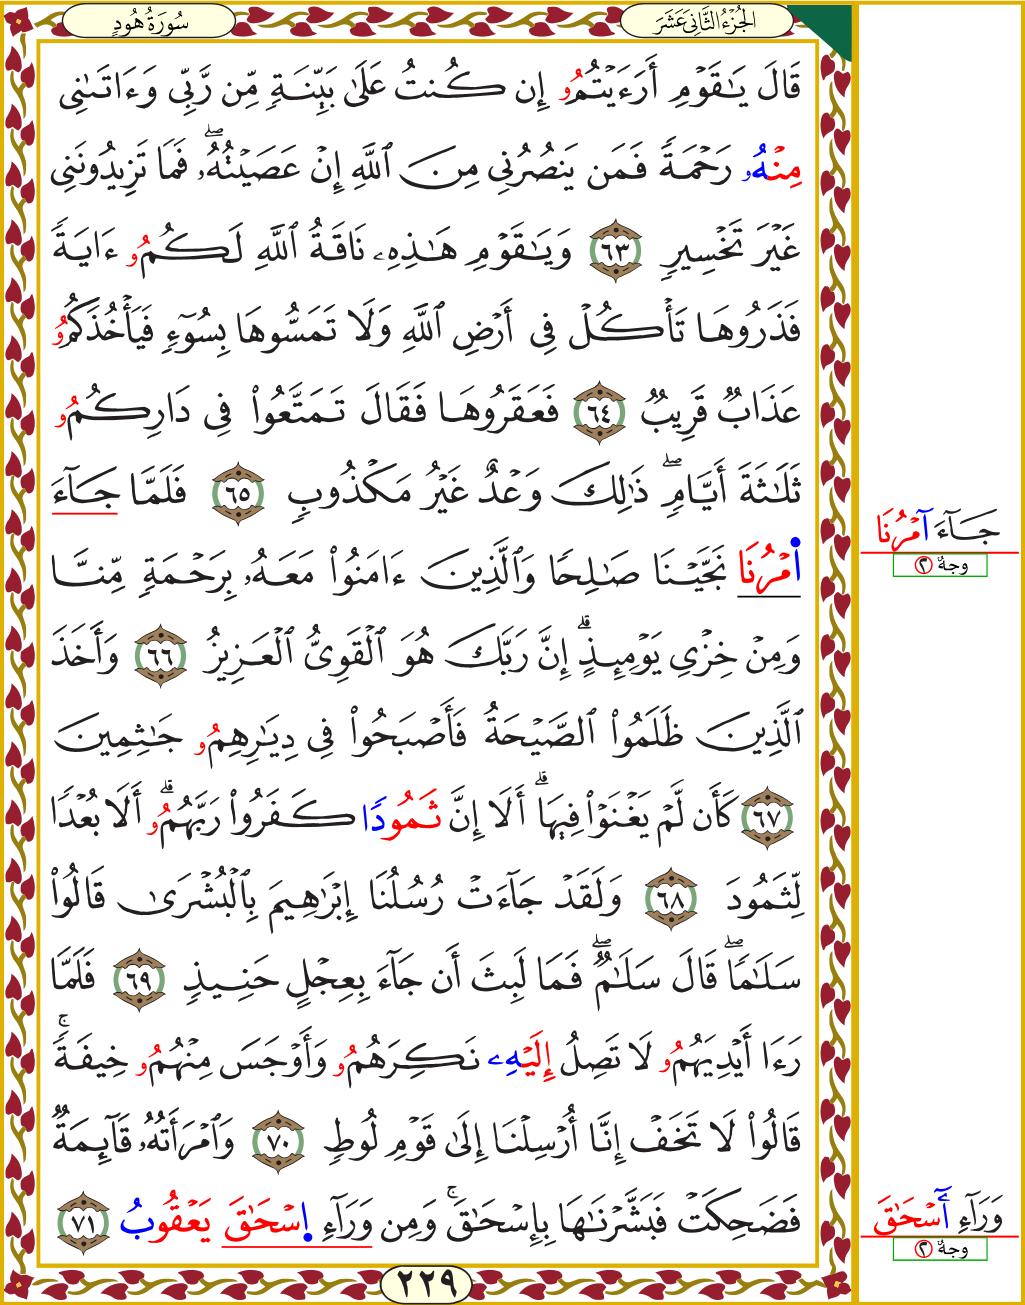 سُورَةُ هُودٍ
الجُزْءُ الثَّانِيَ عَشَرَ
قَالَ يَٰقَوْمِ أَرَءَيْتُمُۥ إِن كُنتُ عَلَىٰ بَيِّنَةٖ مِّن رَّبِّي وَءَاتَىٰنِي
مِنْهُۥ رَحْمَةٗ فَمَن يَنصُرُنِي مِنَ ٱللَّهِ إِنْ عَصَيْتُهُۥۖ فَمَا تَزِيدُونَنِي
غَيْرَ تَخْسِيرٖ ٦٣ وَيَٰقَوْمِ هَٰذِهِۦ نَاقَةُ ٱللَّهِ لَكُمُۥ ءَايَةٗ
فَذَرُوهَا تَأْكُلْ فِي أَرْضِ ٱللَّهِ وَلَا تَمَسُّوهَا بِسُوٓءٖ فَيَأْخُذَكُمُۥ
عَذَابٞ قَرِيبٞ ٦٤ فَعَقَرُوهَا فَقَالَ تَمَتَّعُواْ فِي دَارِكُمُۥ
ثَلَٰثَةَ أَيَّامٖۖ ذَٰلِكَ وَعْدٌ غَيْرُ مَكْذُوبٖ ٦٥ فَلَمَّا جَآءَ
اَ۬مْرُنَا نَجَّيْنَا صَٰلِحٗا وَٱلَّذِينَ ءَامَنُواْ مَعَهُۥ بِرَحْمَةٖ مِّنَّا
وَمِنْ خِزْيِ يَوْمِئِذٍۚ إِنَّ رَبَّكَ هُوَ ٱلْقَوِيُّ ٱلْعَزِيزُ ٦٦ وَأَخَذَ
ٱلَّذِينَ ظَلَمُواْ ٱلصَّيْحَةُ فَأَصْبَحُواْ فِي دِيَٰرِهِمُۥ جَٰثِمِينَ
٦٧ كَأَن لَّمْ يَغْنَوْاْ فِيهَاۗ أَلَا إِنَّ ثَمُودٗا كَفَرُواْ رَبَّهُمُۥۗ أَلَا بُعْدٗا
لِّثَمُودَ ٦٨ وَلَقَدْ جَآءَتْ رُسُلُنَا إِبْرَٰهِيمَ بِٱلْبُشْرَىٰ قَالُواْ
سَلَٰمٗاۖ قَالَ سَلَٰمٞۖ فَمَا لَبِثَ أَن جَآءَ بِعِجْلٍ حَنِيذٖ ٦٩ فَلَمَّا
رَءَا أَيْدِيَهُمُۥ لَا تَصِلُ إِلَيْهِۦ نَكِرَهُمُۥ وَأَوْجَسَ مِنْهُمُۥ خِيفَةٗۚ
قَالُواْ لَا تَخَفْ إِنَّا أُرْسِلْنَا إِلَىٰ قَوْمِ لُوطٖ ٧٠ وَٱمْرَأَتُهُۥ قَآئِمَةٞ
فَضَحِكَتْ فَبَشَّرْنَٰهَا بِإِسْحَٰقَۚ وَمِن وَرَآءِ اِ۪سْحَٰقَ يَعْقُوبُ ٧١
جَآءَ آمْرُنَا
وجهٌ ٢
وَرَآءِ أٓسْحَٰقَ
وجهٌ ٢
٢٢٩